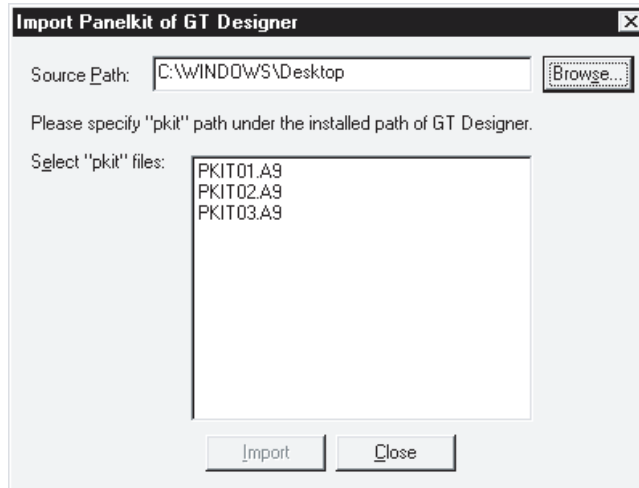 Import Panelkit of GT Designer
Source Path: C:\WINDOWS\Desktop Browse...
Please specify "pkit" path under the installed path of GT Designer.
Select "pkit" files:
PKIT01.A9
PKIT02.A9
PKIT03.A9
Import Close